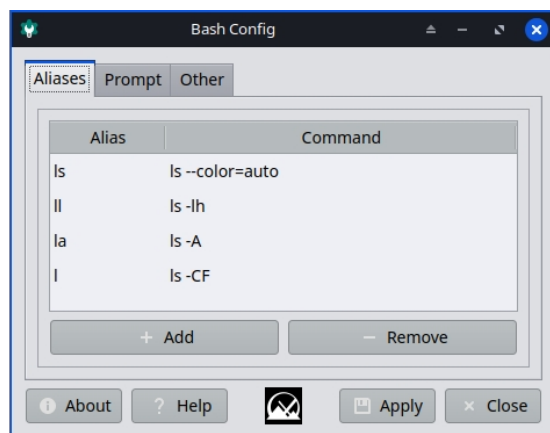 Bash Config
Aliases Prompt Other
Alias Command
ls ls --color=auto
ll ls -lh
la ls -A
l ls -CF
+ Add − Remove
About ? Help Apply × Close